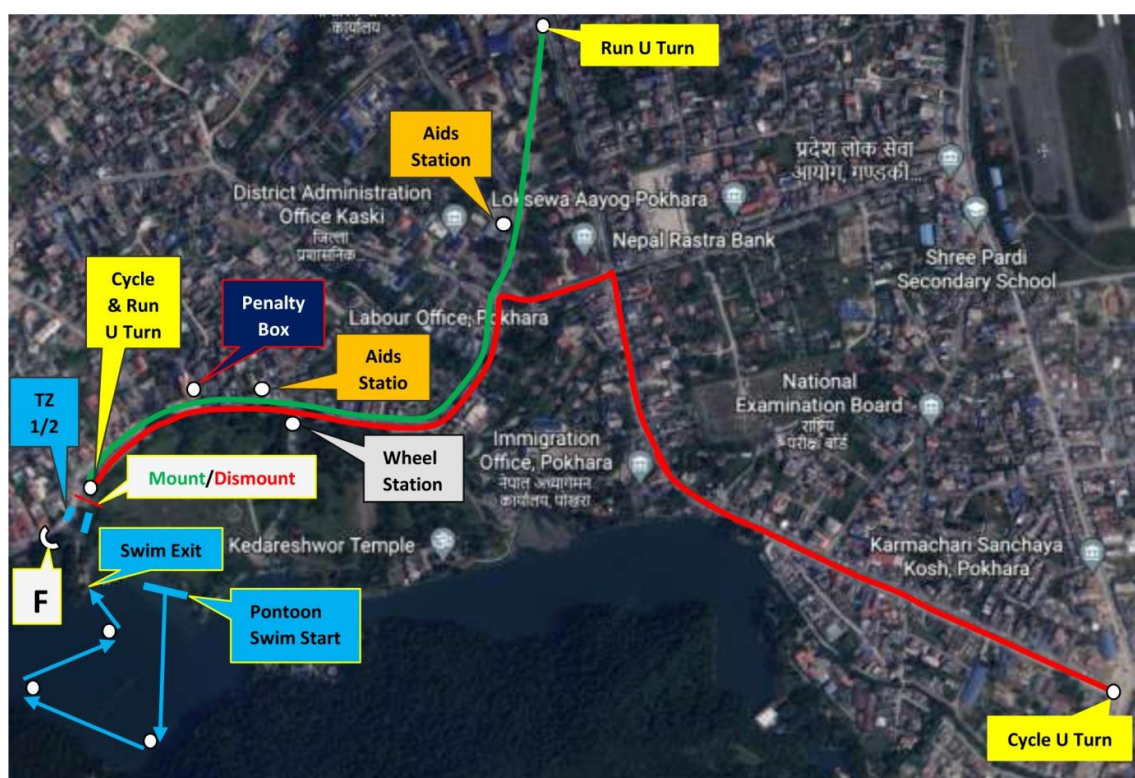 कार्यालय
Run U Turn
Aids
Station
प्रदेश लोक सेवा
आयोग, गण्डकी...
District Administration
Office Kaski
जिल्ला
प्रशासनिक...
Loksewa Aayog Pokhara
Nepal Rastra Bank
Shree Pardi
Secondary School
Cycle
& Run
U Turn
Penalty
Box
Labour Office, Pokhara
Aids
Statio
TZ
1/2
National
Examination Board
राष्ट्रिय
परीक्षा बोर्ड
Immigration
Office, Pokhara
नेपाल अध्यागमन
कार्यालय, पोखरा
Wheel
Station
Mount/Dismount
Swim Exit
Kedareshwor Temple
Karmachari Sanchaya
Kosh, Pokhara
F
Pontoon
Swim Start
Cycle U Turn